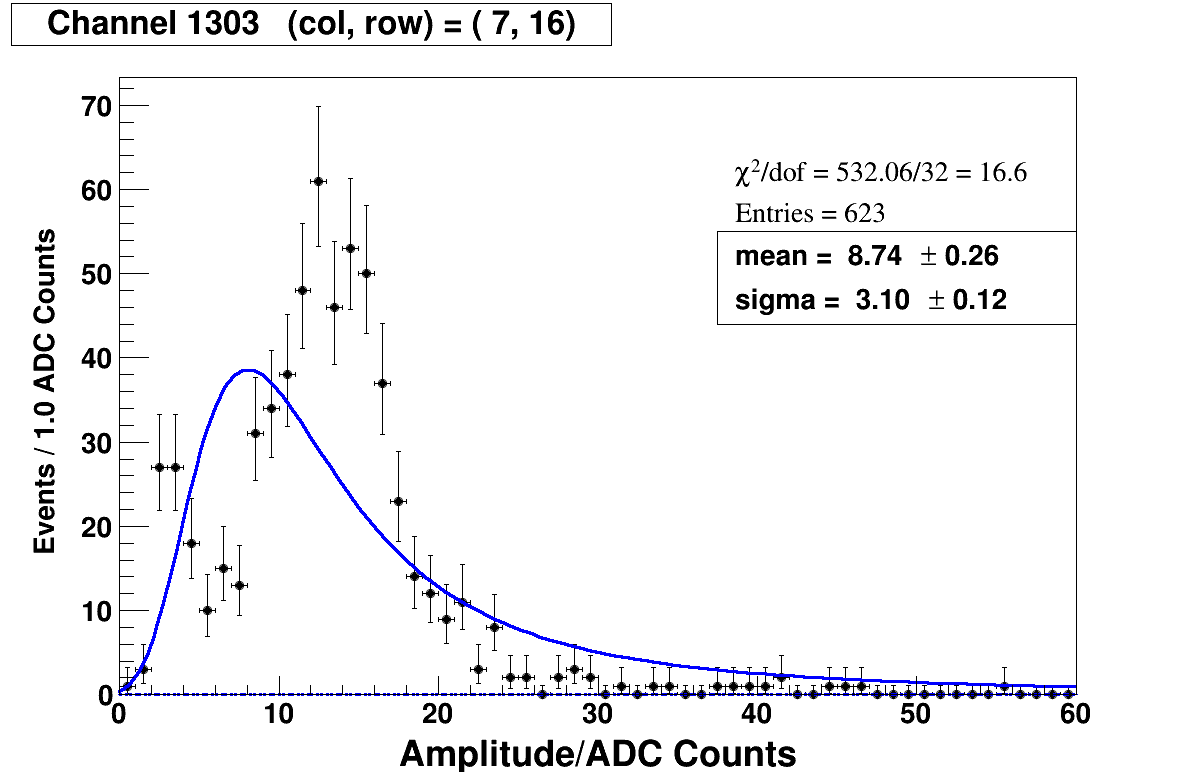 Channel 1303 (col, row) = ( 7, 16)
χ²/dof = 532.06/32 = 16.6
Entries = 623
mean = 8.74 ± 0.26
sigma = 3.10 ± 0.12
Events / 1.0 ADC Counts
70
60
50
40
30
20
10
0
0 10 20 30 40 50 60
Amplitude/ADC Counts